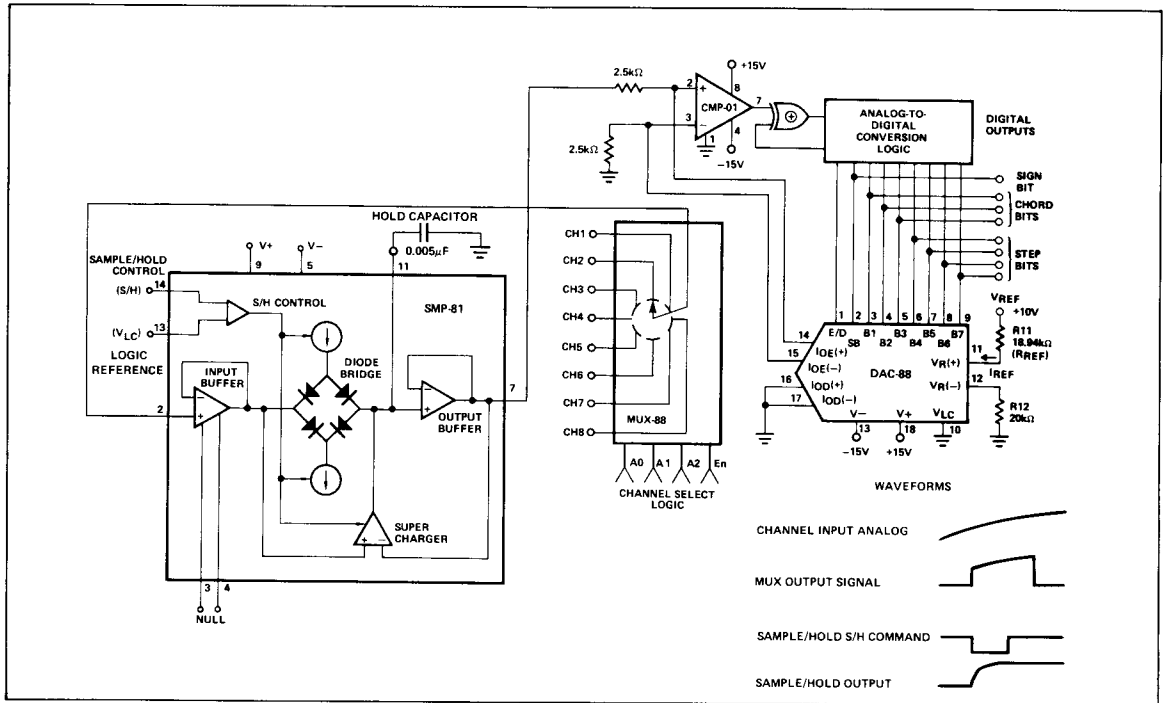 +15V
2.5kΩ
2
+
8
CMP-01
7
3
−
4
1
−15V
2.5kΩ
ANALOG-TO-
DIGITAL
CONVERSION
LOGIC
DIGITAL
OUTPUTS
SIGN
BIT
CHORD
BITS
STEP
BITS
HOLD CAPACITOR
0.005µF
11
V+
9
V−
5
SAMPLE/HOLD
CONTROL
(S/H)
14
S/H CONTROL
SMP-81
(VLC)
13
LOGIC
REFERENCE
INPUT
BUFFER
−
+
2
DIODE
BRIDGE
−
+
OUTPUT
BUFFER
7
SUPER
CHARGER
+ −
3 4
NULL
CH1
CH2
CH3
CH4
CH5
CH6
CH7
CH8
MUX-88
A0 A1 A2 En
CHANNEL SELECT
LOGIC
1 2 3 4 5 6 7 8 9
E/D SB B1 B2 B3 B4 B5 B6 B7
VREF
+10V
R11
18.94kΩ
(RREF)
11
VR(+)
IREF
12
VR(−)
R12
20kΩ
14
IOE(+)
15
IOE(−)
16
IOD(+)
17
IOD(−)
DAC-88
V− V+ VLC
13 18 10
−15V +15V
WAVEFORMS
CHANNEL INPUT ANALOG
MUX OUTPUT SIGNAL
SAMPLE/HOLD S/H COMMAND
SAMPLE/HOLD OUTPUT